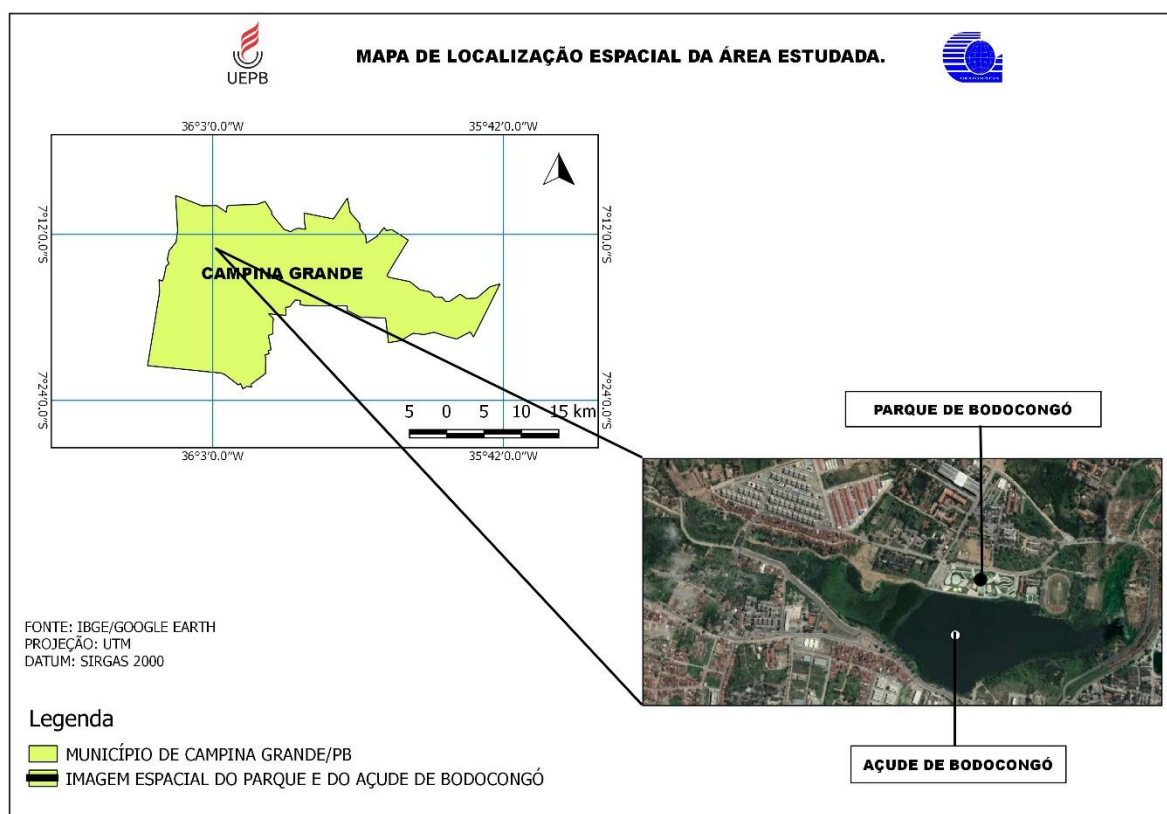 UEPB
MAPA DE LOCALIZAÇÃO ESPACIAL DA ÁREA ESTUDADA.
GEOGRAFIA
36°3'0.0"W
35°42'0.0"W
7°12'0.0"S
7°12'0.0"S
CAMPINA GRANDE
7°24'0.0"S
7°24'0.0"S
5 0 5 10 15 km
36°3'0.0"W
35°42'0.0"W
PARQUE DE BODOCONGÓ
AÇUDE DE BODOCONGÓ
FONTE: IBGE/GOOGLE EARTH
PROJEÇÃO: UTM
DATUM: SIRGAS 2000
Legenda
MUNICÍPIO DE CAMPINA GRANDE/PB
IMAGEM ESPACIAL DO PARQUE E DO AÇUDE DE BODOCONGÓ